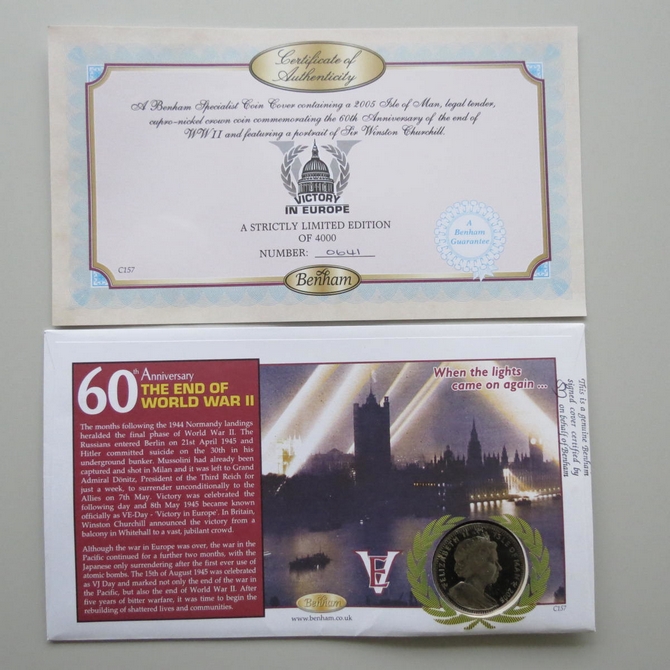 Certificate of
Authenticity
A Benham Specialist Coin Cover containing a 2005 Isle of Man, legal tender,
cupro-nickel crown coin commemorating the 60th Anniversary of the end of
WWII and featuring a portrait of Sir Winston Churchill.
VICTORY
IN EUROPE
A STRICTLY LIMITED EDITION
OF 4000
NUMBER: 0641
A
Benham
Guarantee
C157
Benham
60th Anniversary
THE END OF
WORLD WAR II
The months following the 1944 Normandy landings
heralded the final phase of World War II. The
Russians entered Berlin on 21st April 1945 and
Hitler committed suicide on the 30th in his
underground bunker. Mussolini had already been
captured and shot in Milan and it was left to Grand
Admiral Dönitz, President of the Third Reich for
just a week, to surrender unconditionally to the
Allies on 7th May. Victory was celebrated the
following day and 8th May 1945 became known
officially as VE-Day - 'Victory in Europe'. In Britain,
Winston Churchill announced the victory from a
balcony in Whitehall to a vast, jubilant crowd.
Although the war in Europe was over, the war in the
Pacific continued for a further two months, with the
Japanese only surrendering after the first ever use of
atomic bombs. The 15th of August 1945 was celebrated
as VJ Day and marked not only the end of the war in
the Pacific, but also the end of World War II. After
five years of bitter warfare, it was time to begin the
rebuilding of shattered lives and communities.
When the lights
came on again ...
This is a genuine Benham
signed cover certified by
on behalf of Benham
VE
Benham
www.benham.co.uk
ELIZABETH II
C157